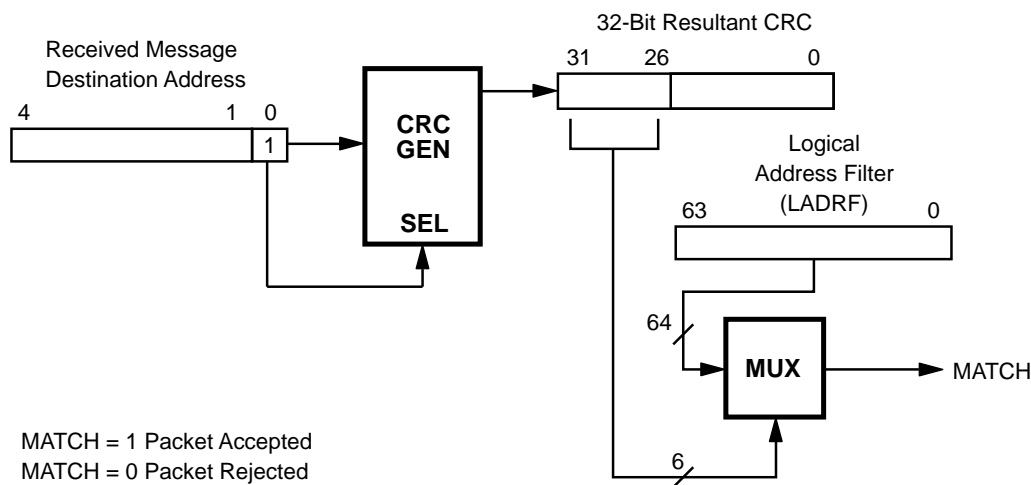 32-Bit Resultant CRC
31 26 0
Received Message
Destination Address
4 1 0
1
CRC
GEN
SEL
Logical
Address Filter
(LADRF)
63 0
64
MUX
MATCH
6
MATCH = 1 Packet Accepted
MATCH = 0 Packet Rejected